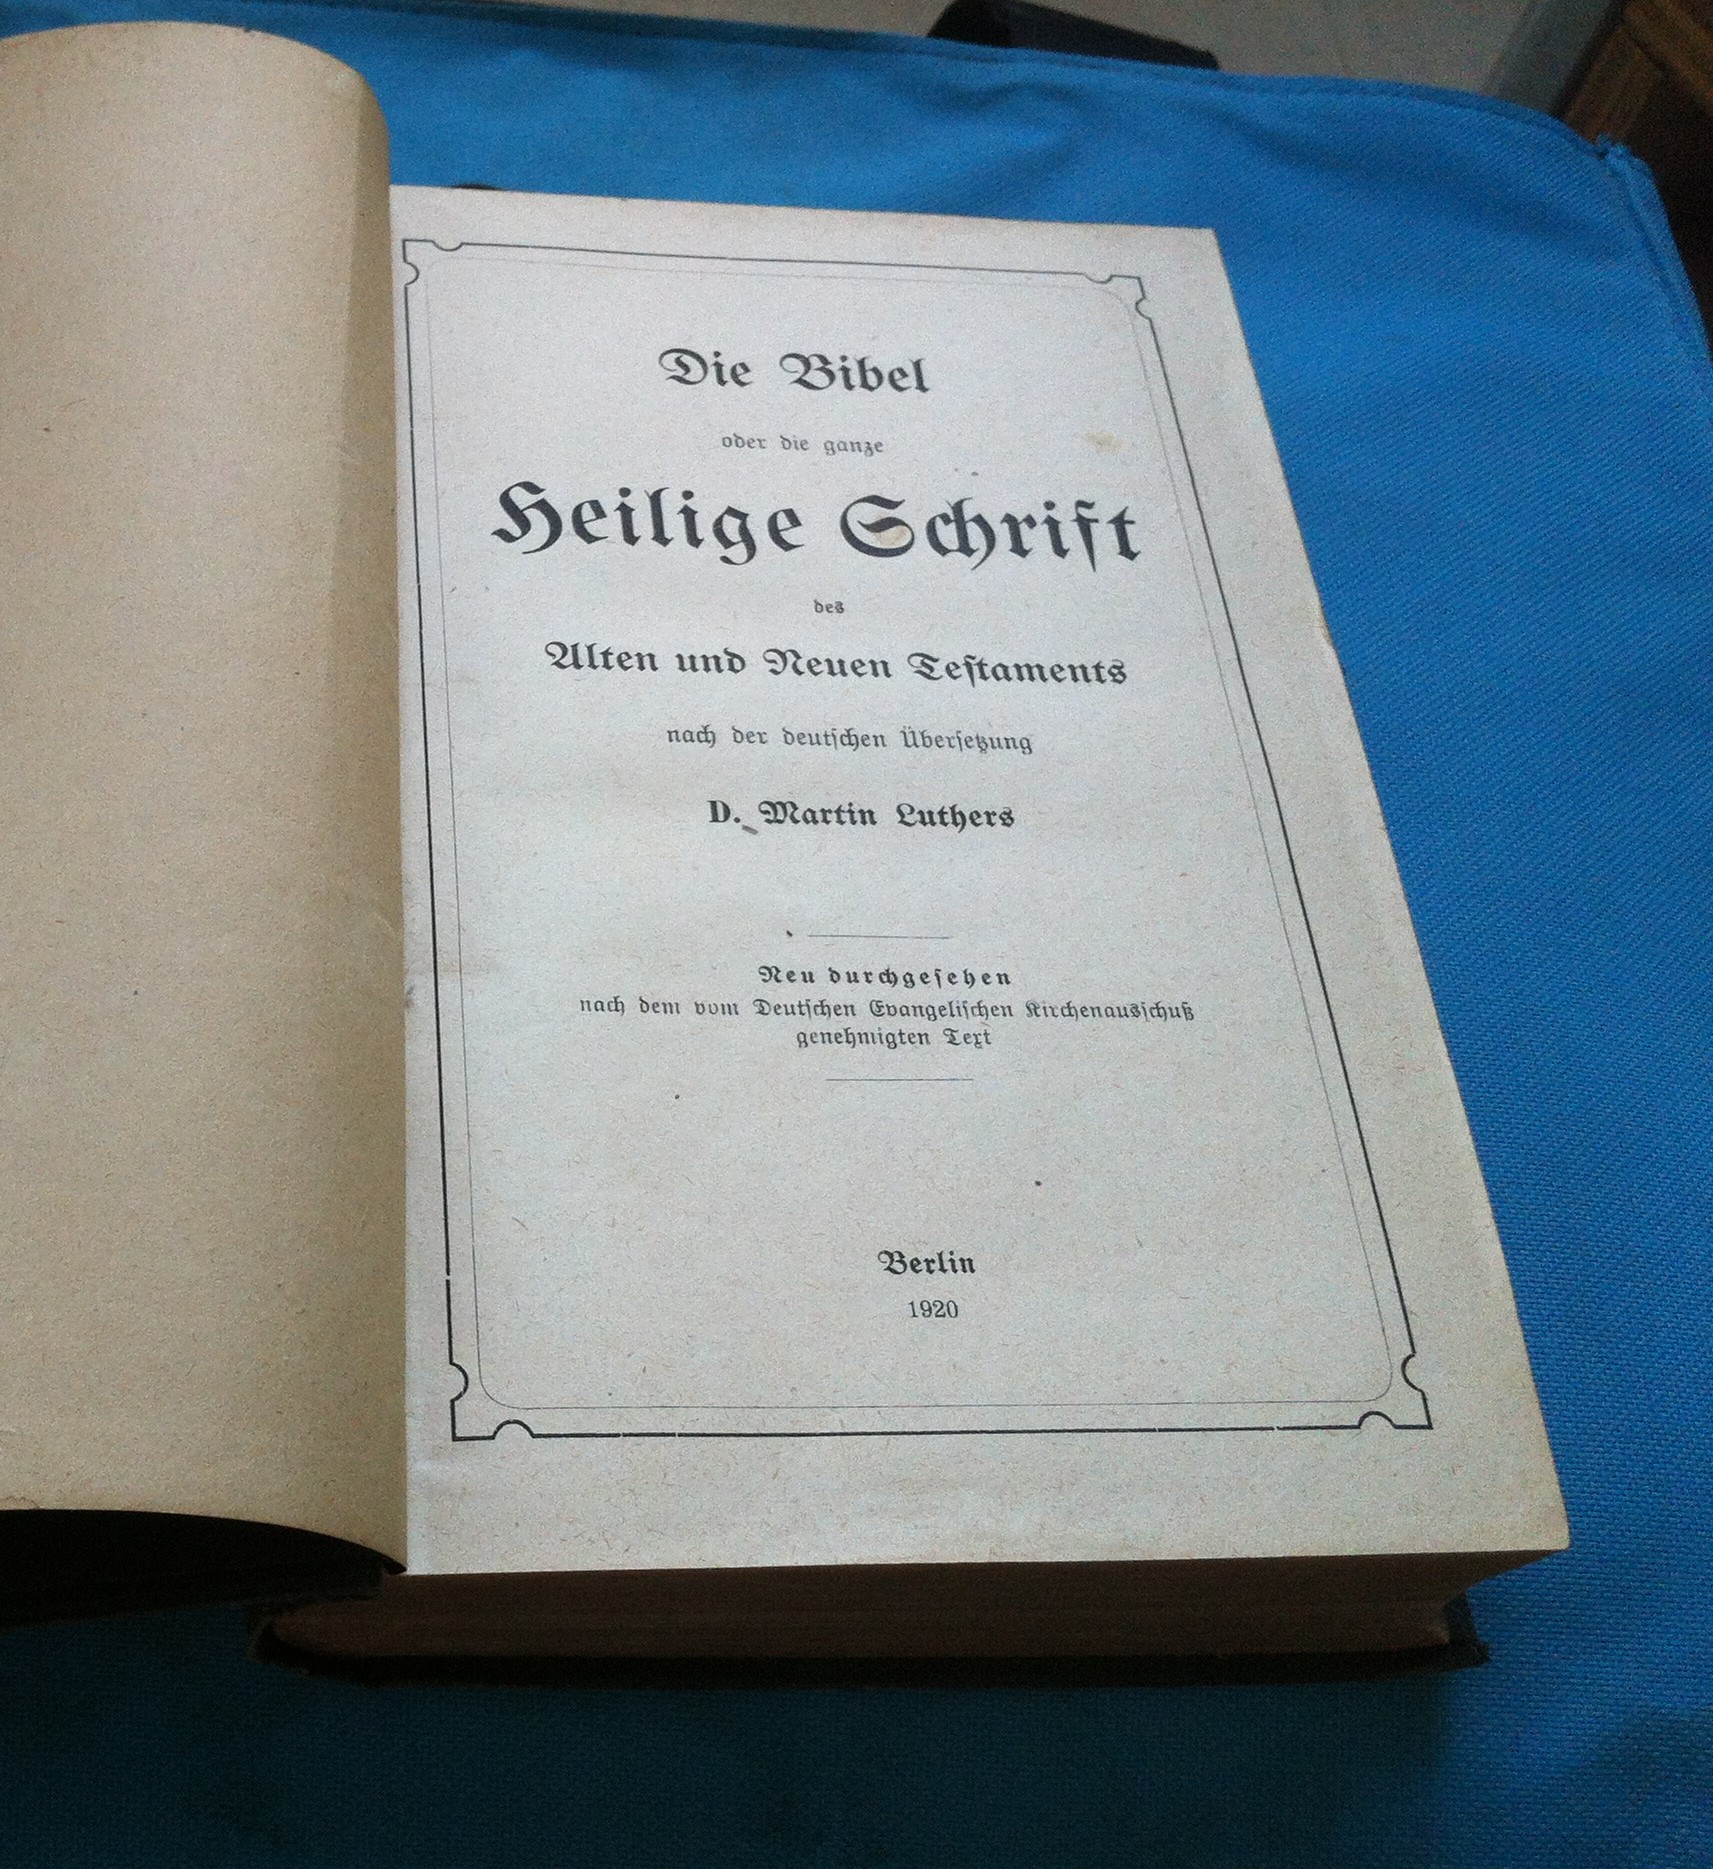 Die Bibel
oder die ganze
Heilige Schrift
des
Alten und Neuen Teſtaments
nach der deutſchen Überſetzung
D. Martin Luthers
Neu durchgeſehen
nach dem vom Deutſchen Evangeliſchen Kirchenausſchuß
genehmigten Text
Berlin
1920